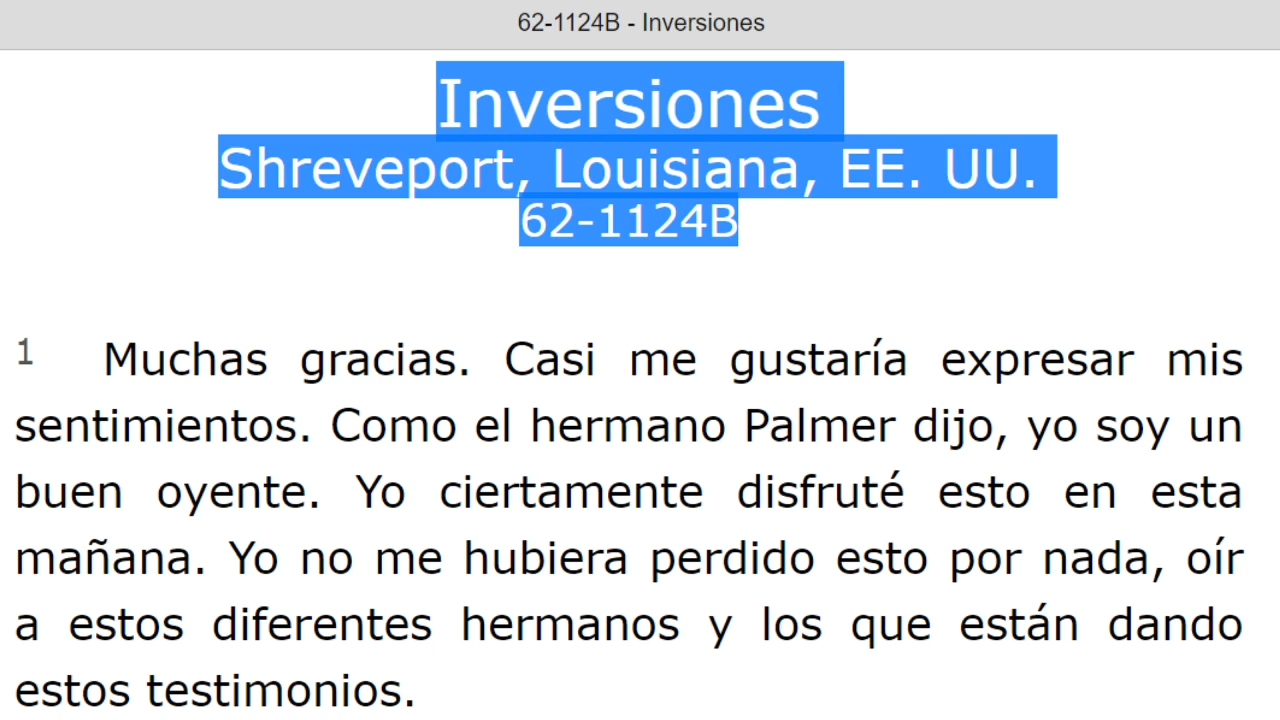 62-1124B - Inversiones
Inversiones
Shreveport, Louisiana, EE. UU.
62-1124B
1 Muchas gracias. Casi me gustaría expresar mis
sentimientos. Como el hermano Palmer dijo, yo soy un
buen oyente. Yo ciertamente disfruté esto en esta
mañana. Yo no me hubiera perdido esto por nada, oír
a estos diferentes hermanos y los que están dando
estos testimonios.